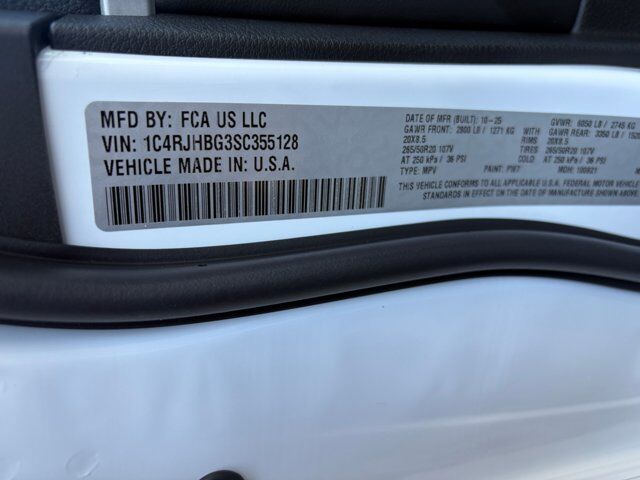 MFD BY: FCA US LLC
VIN: 1C4RJHBG3SC355128
VEHICLE MADE IN: U.S.A.
DATE OF MFR (BUILT): 10-25 GVWR: 6050 LB / 2745 KG
GAWR FRONT: 2800 LB / 1271 KG WITH GAWR REAR: 3350 LB / 1520
20X8.5 RIMS 20X8.5
265/50R20 107V TIRES 265/50R20 107V
AT 250 kPa / 36 PSI COLD AT 250 kPa / 36 PSI
TYPE: MPV PAINT: PW7 MDH: 100921
THIS VEHICLE CONFORMS TO ALL APPLICABLE U.S.A. FEDERAL MOTOR VEHICLE
STANDARDS IN EFFECT ON THE DATE OF MANUFACTURE SHOWN ABOVE